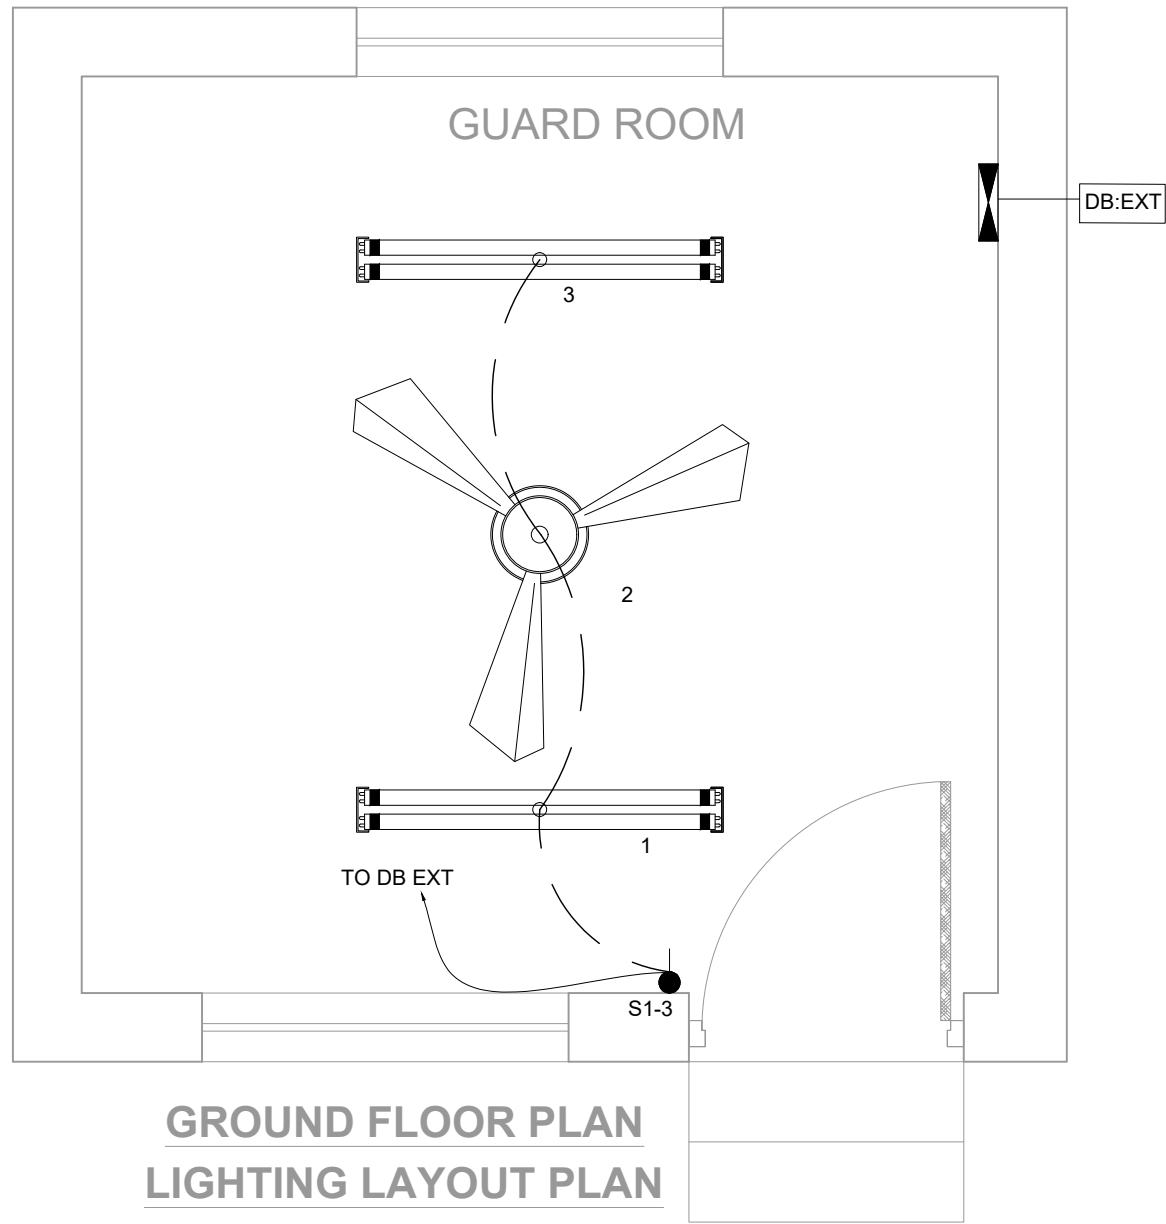 GUARD ROOM
DB:EXT
3
2
1
TO DB EXT
S1-3
GROUND FLOOR PLAN
LIGHTING LAYOUT PLAN